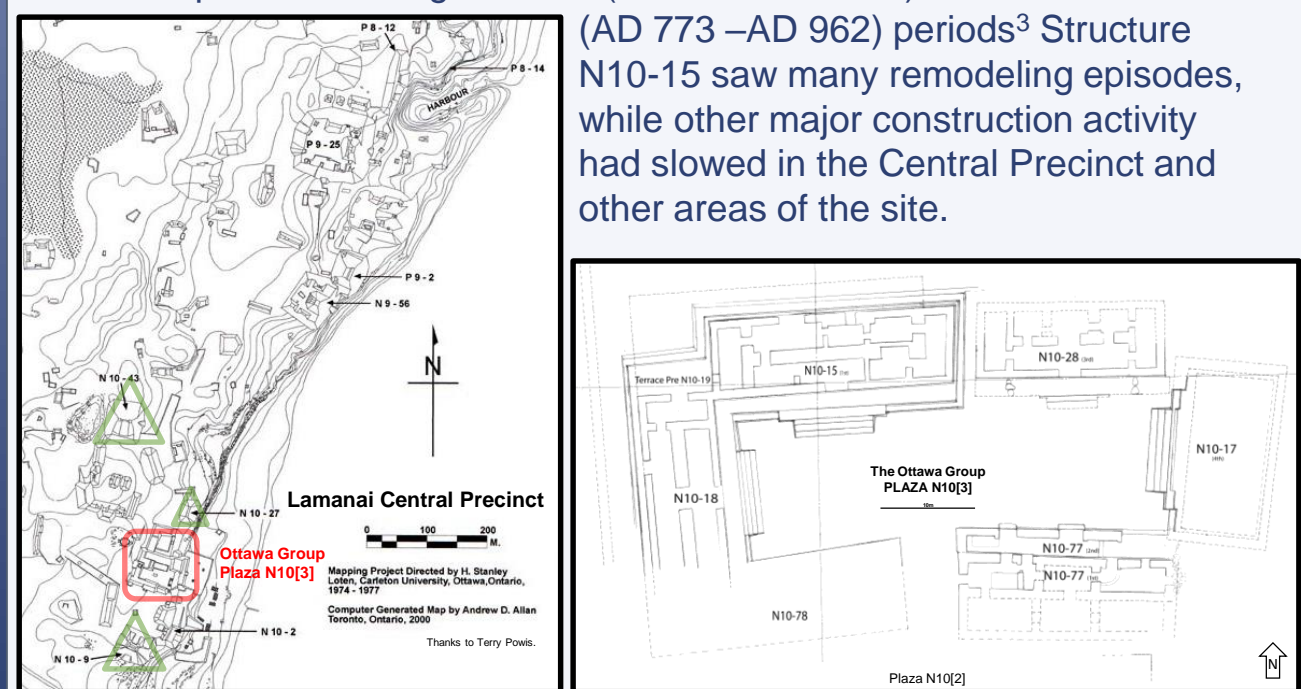 (AD 773 –AD 962) periods³ Structure
N10-15 saw many remodeling episodes,
while other major construction activity
had slowed in the Central Precinct and
other areas of the site.
P 8 - 12
P 8 - 14
HARBOUR
P 9 - 25
P 9 - 2
N 9 - 56
N
N 10 - 43
Lamanai Central Precinct
N 10 - 27
0 100 200
M.
Ottawa Group
Plaza N10[3]
Mapping Project Directed by H. Stanley
Loten, Carleton University, Ottawa,Ontario,
1974 - 1977
Computer Generated Map by Andrew D. Allan
Toronto, Ontario, 2000
Thanks to Terry Powis.
N 10 - 2
N 10 - 9
N10-28 (3rd)
N10-15
Terrace Pre N10-19
N10-17
(4th)
The Ottawa Group
PLAZA N10[3]
10m
N10-18
N10-77 (2nd)
N10-77
N10-78
Plaza N10[2]
N